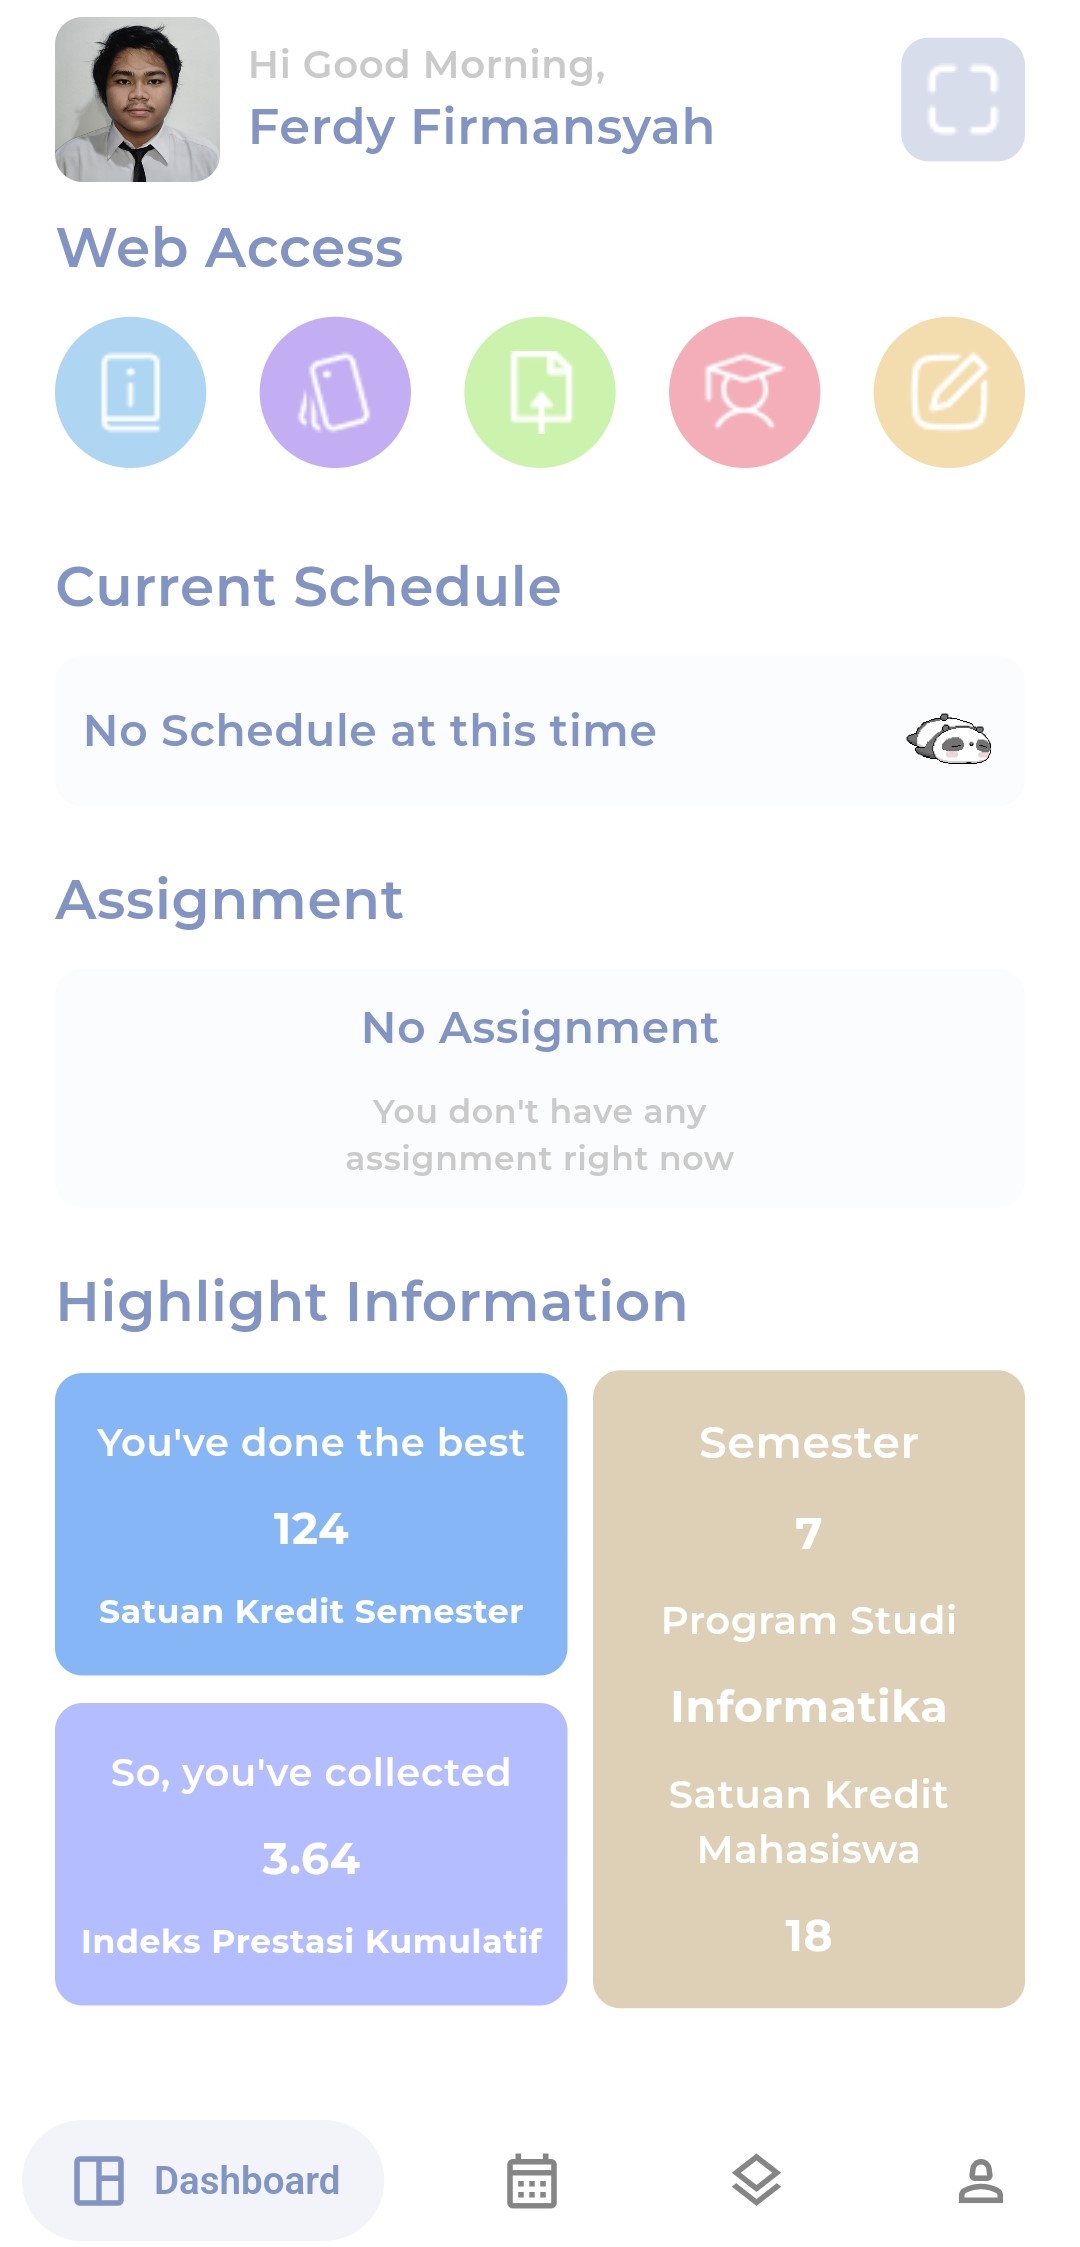 Hi Good Morning,
Ferdy Firmansyah
Web Access
Current Schedule
No Schedule at this time
Assignment
No Assignment
You don't have any
assignment right now
Highlight Information
You've done the best
124
Satuan Kredit Semester
So, you've collected
3.64
Indeks Prestasi Kumulatif
Semester
7
Program Studi
Informatika
Satuan Kredit
Mahasiswa
18
Dashboard